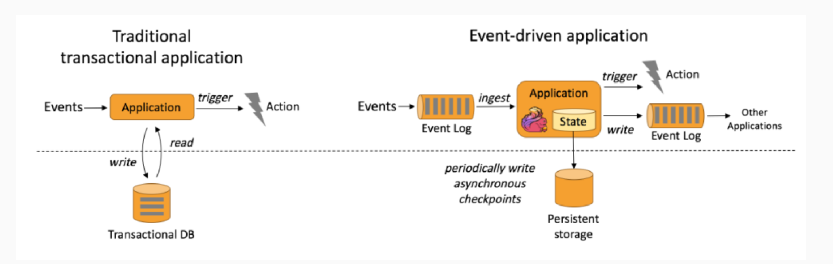 Traditional
transactional application
Events
Application
trigger
Action
write
read
Transactional DB
Event-driven application
Events
Event Log
ingest
Application
State
trigger
Action
write
Event Log
Other
Applications
periodically write
asynchronous
checkpoints
Persistent
storage